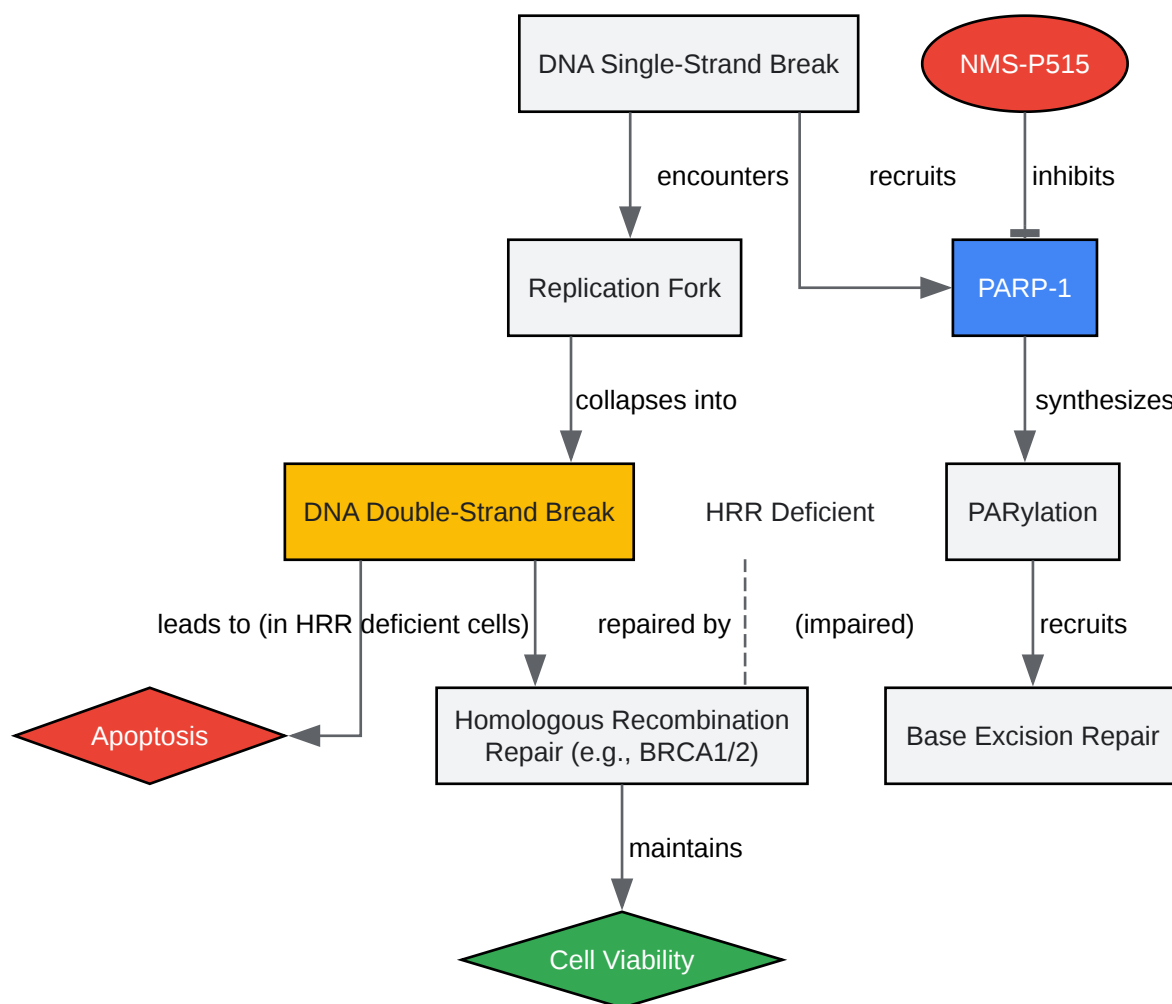 DNA Single-Strand Break
NMS-P515
encounters
recruits
inhibits
Replication Fork
PARP-1
collapses into
synthesizes
DNA Double-Strand Break
HRR Deficient
PARylation
leads to (in HRR deficient cells)
repaired by
(impaired)
recruits
Apoptosis
Homologous Recombination
Repair (e.g., BRCA1/2)
Base Excision Repair
maintains
Cell Viability